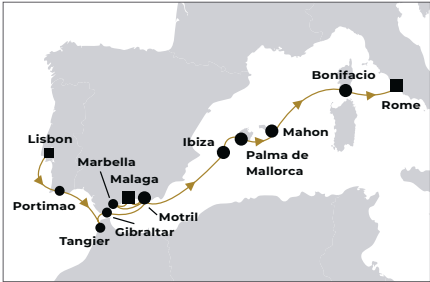 Bonifacio
Rome
Lisbon
Ibiza
Mahon
Marbella
Palma de
Mallorca
Malaga
Portimao
Motril
Gibraltar
Tangier